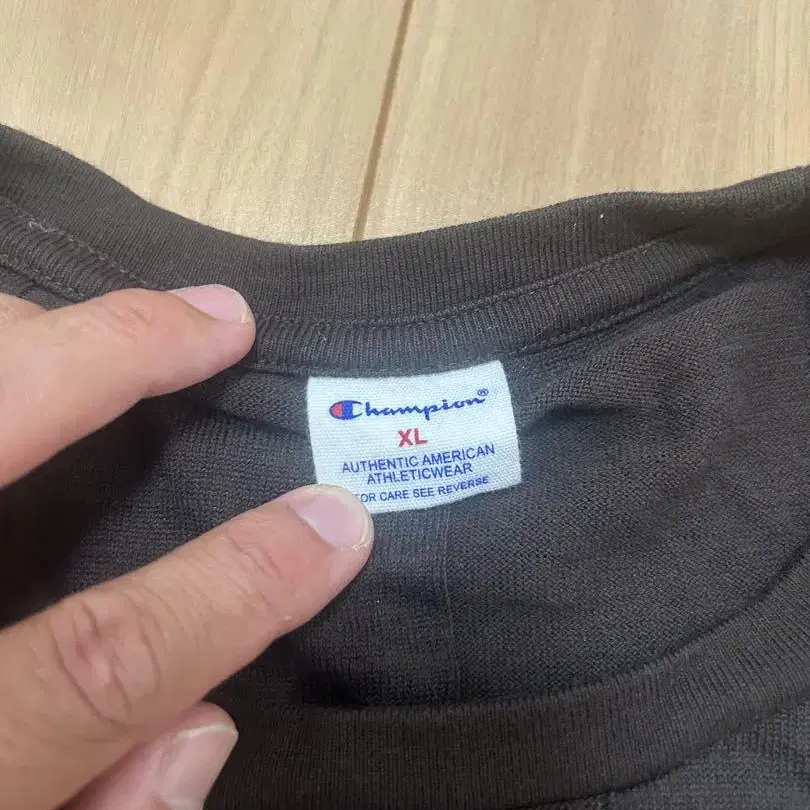 Champion®
XL
AUTHENTIC AMERICAN
ATHLETICWEAR
FOR CARE SEE REVERSE